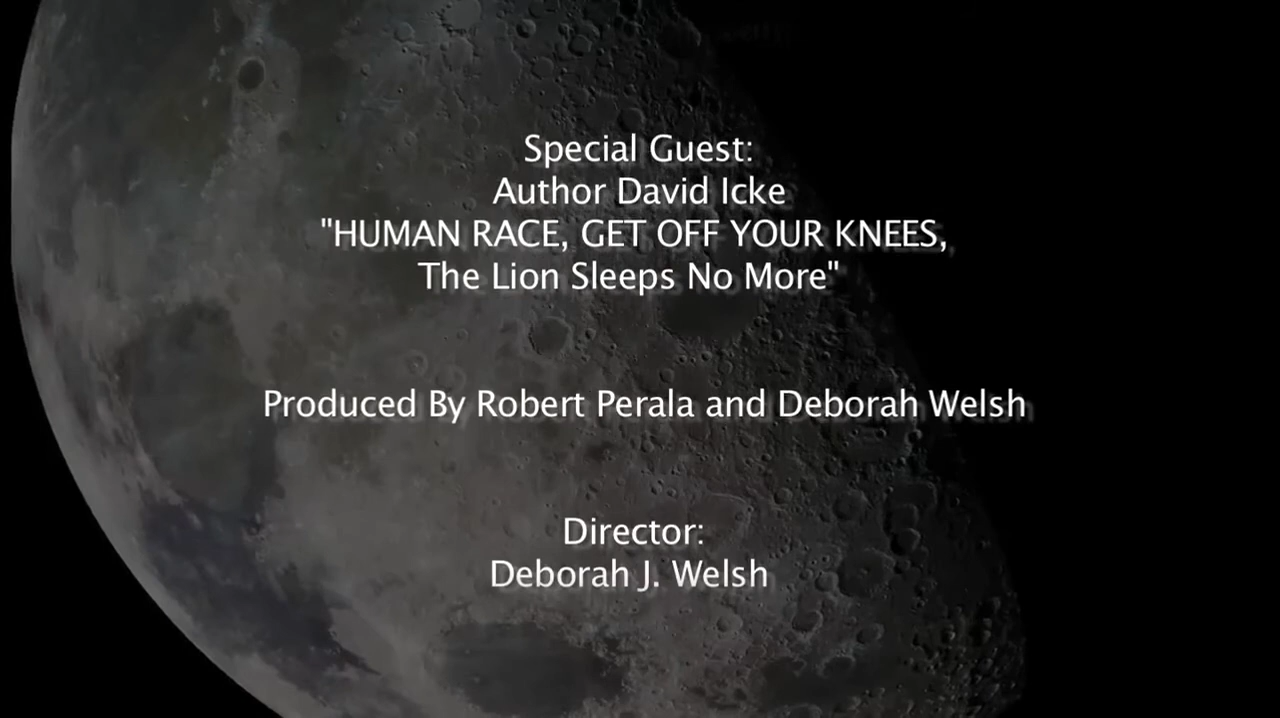 Special Guest:
Author David Icke
"HUMAN RACE, GET OFF YOUR KNEES,
The Lion Sleeps No More"
Produced By Robert Perala and Deborah Welsh
Director:
Deborah J. Welsh